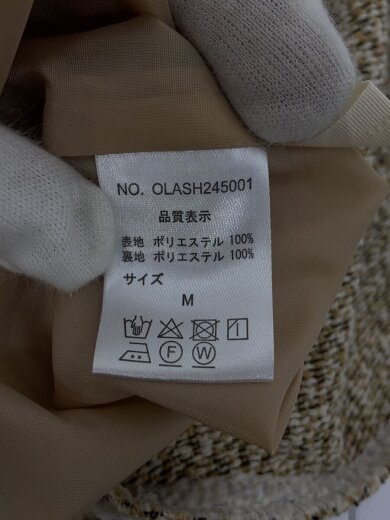 NO. OLASH245001
品質表示
表地 ポリエステル 100%
裏地 ポリエステル 100%
サイズ
M
F W